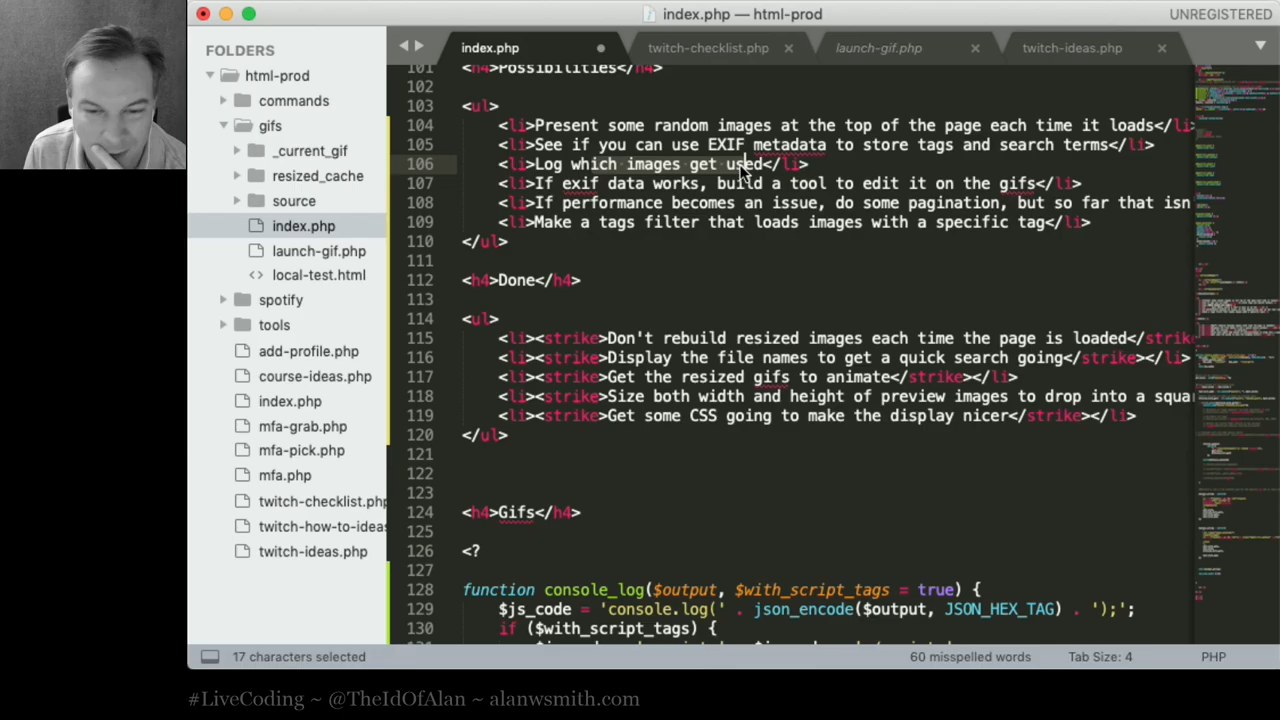 index.php — html-prod
UNREGISTERED
FOLDERS
html-prod
commands
gifs
_current_gif
resized_cache
source
index.php
launch-gif.php
local-test.html
spotify
tools
add-profile.php
course-ideas.php
index.php
mfa-grab.php
mfa-pick.php
mfa.php
twitch-checklist.php
twitch-how-to-ideas
twitch-ideas.php
index.php
twitch-checklist.php
launch-gif.php
twitch-ideas.php
101 <h4>Possibilities</h4>
102
103 <ul>
104 <li>Present some random images at the top of the page each time it loads</li
105 <li>See if you can use EXIF metadata to store tags and search terms</li>
106 <li>Log which images get used</li>
107 <li>If exif data works, build a tool to edit it on the gifs</li>
108 <li>If performance becomes an issue, do some pagination, but so far that isn
109 <li>Make a tags filter that loads images with a specific tag</li>
110 </ul>
111
112 <h4>Done</h4>
113
114 <ul>
115 <li><strike>Don't rebuild resized images each time the page is loaded</strik
116 <li><strike>Display the file names to get a quick search going</strike></li>
117 <li><strike>Get the resized gifs to animate</strike></li>
118 <li><strike>Size both width and height of preview images to drop into a squa
119 <li><strike>Get some CSS going to make the display nicer</strike></li>
120 </ul>
121
122
123
124 <h4>Gifs</h4>
125
126 <?
127
128 function console_log($output, $with_script_tags = true) {
129 $js_code = 'console.log(' . json_encode($output, JSON_HEX_TAG) . ');';
130 if ($with_script_tags) {
17 characters selected
60 misspelled words
Tab Size: 4
PHP
#LiveCoding ~ @TheIdOfAlan ~ alanwsmith.com